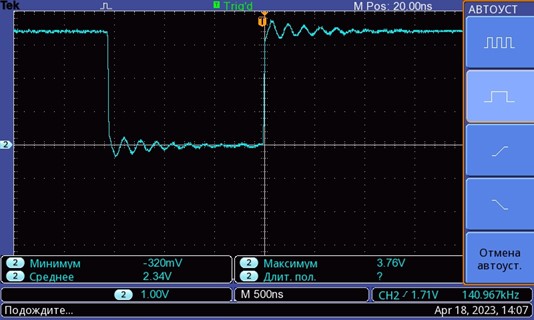 Tek
Trig'd
M Pos: 20.00ns
АВТОУСТ
T
2
2 Минимум -320mV
2 Максимум 3.76V
2 Среднее 2.34V
2 Длит. пол. ?
Отмена
автоуст.
2 1.00V
M 500ns
CH2 / 1.71V 140.967kHz
Подождите...
Apr 18, 2023, 14:07